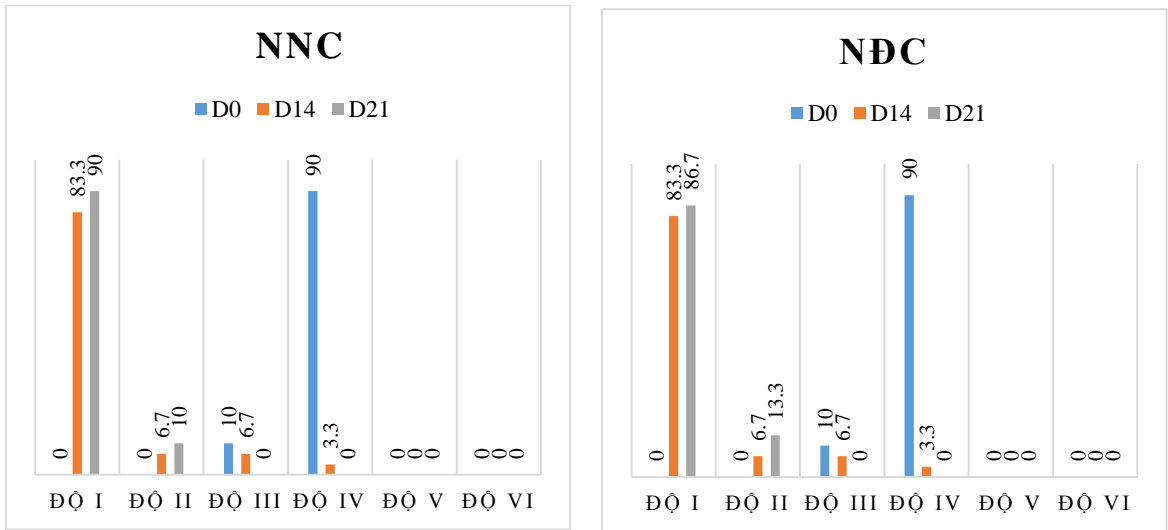 NNC
D0 D14 D21
0 83.3 90 0 6.7 10 10 6.7 0 90 3.3 0 0 0 0 0 0 0
ĐỘ I ĐỘ II ĐỘ III ĐỘ IV ĐỘ V ĐỘ VI
NĐC
D0 D14 D21
0 83.3 86.7 0 6.7 13.3 10 6.7 0 90 3.3 0 0 0 0 0 0 0
ĐỘ I ĐỘ II ĐỘ III ĐỘ IV ĐỘ V ĐỘ VI